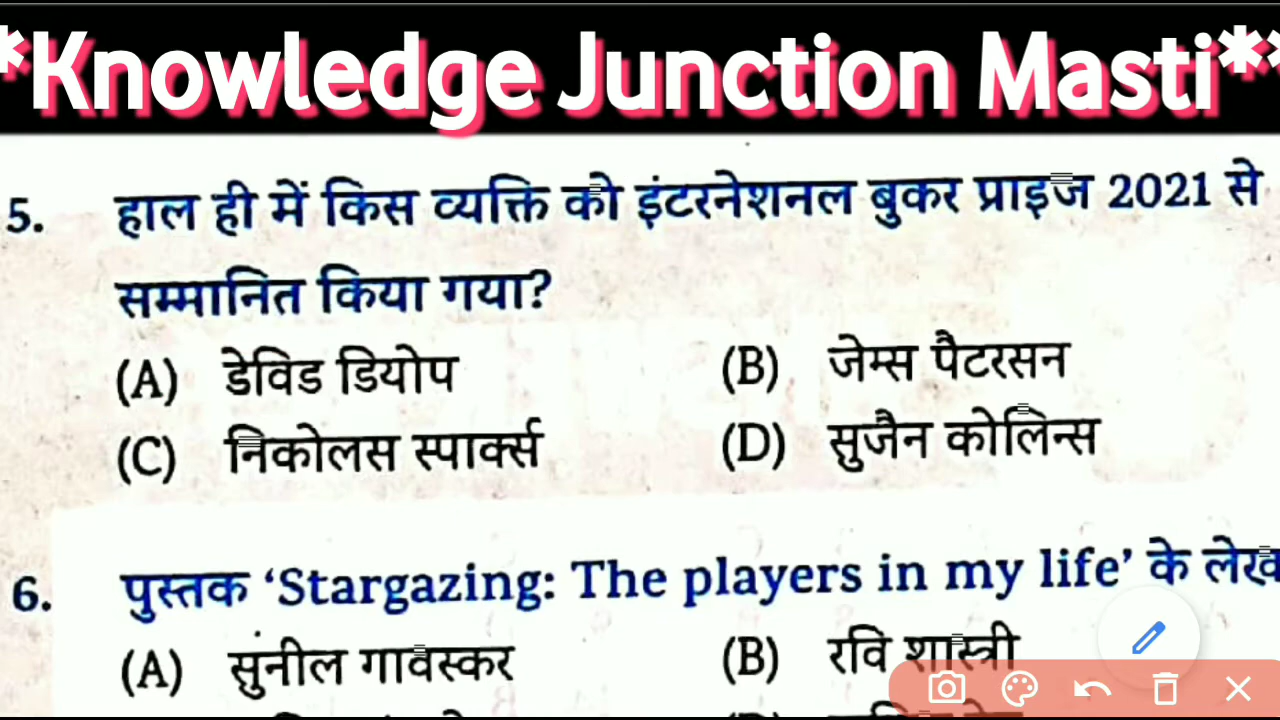 *Knowledge Junction Masti**
5. हाल ही में किस व्यक्ति को इंटरनेशनल बुकर प्राइज 2021 से
सम्मानित किया गया?
(A) डेविड डियोप (B) जेम्स पैटरसन
(C) निकोलस स्पार्क्स (D) सुजैन कोलिन्स
6. पुस्तक ‘Stargazing: The players in my life’ के
(A) सुनील गावस्कर (B) रवि शास्त्री